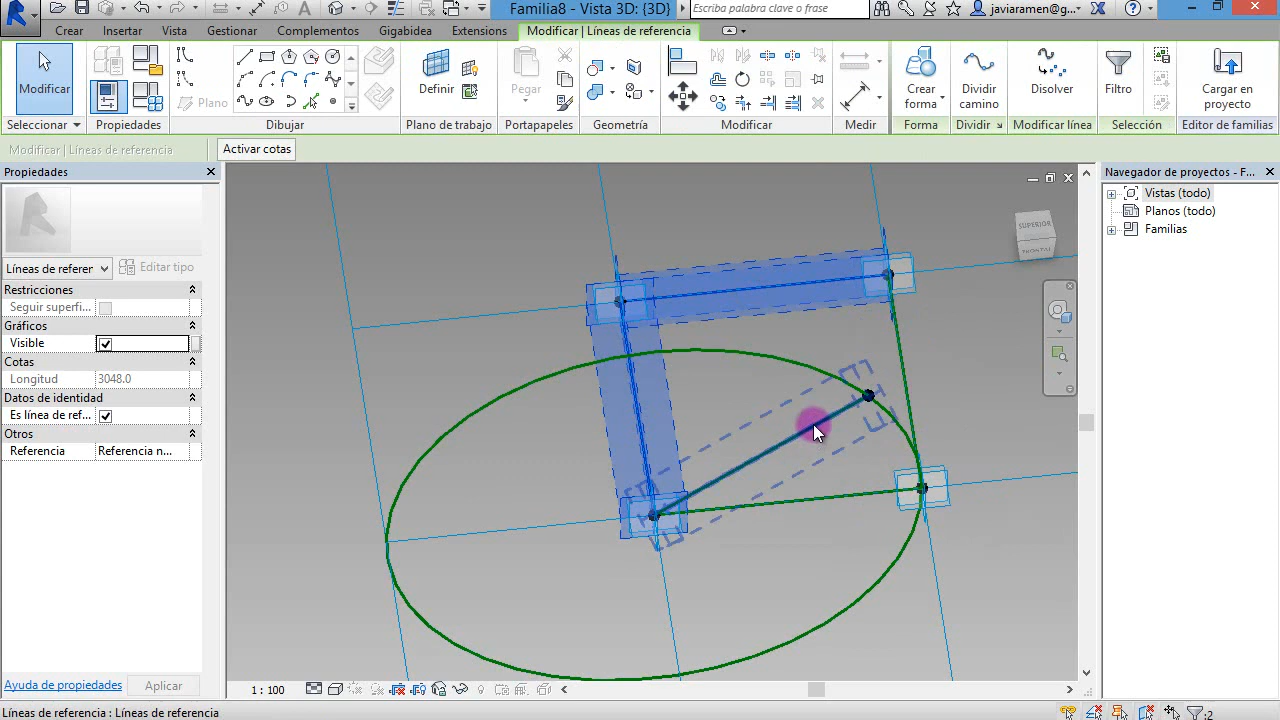 Familia8 - Vista 3D: {3D}
Escriba palabra clave o frase
javiaramen@g...
Crear Insertar Vista Gestionar Complementos Gigabidea Extensions Modificar | Líneas de referencia
Modificar
Plano
Definir
Pegar
Crear forma
Dividir camino
Disolver
Filtro
Cargar en proyecto
Seleccionar Propiedades Dibujar Plano de trabajo Portapapeles Geometría Modificar Medir Forma Dividir Modificar línea Selección Editor de familias
Modificar | Líneas de referencia Activar cotas
Propiedades
Líneas de referen
Editar tipo
Restricciones
Seguir superfi...
Gráficos
Visible
Cotas
Longitud 3048.0
Datos de identidad
Es línea de ref...
Otros
Referencia Referencia n...
Ayuda de propiedades Aplicar
SUPERIOR
FRONTAL
1 : 100
Navegador de proyectos - F...
Vistas (todo)
Planos (todo)
Familias
Líneas de referencia : Líneas de referencia
:2